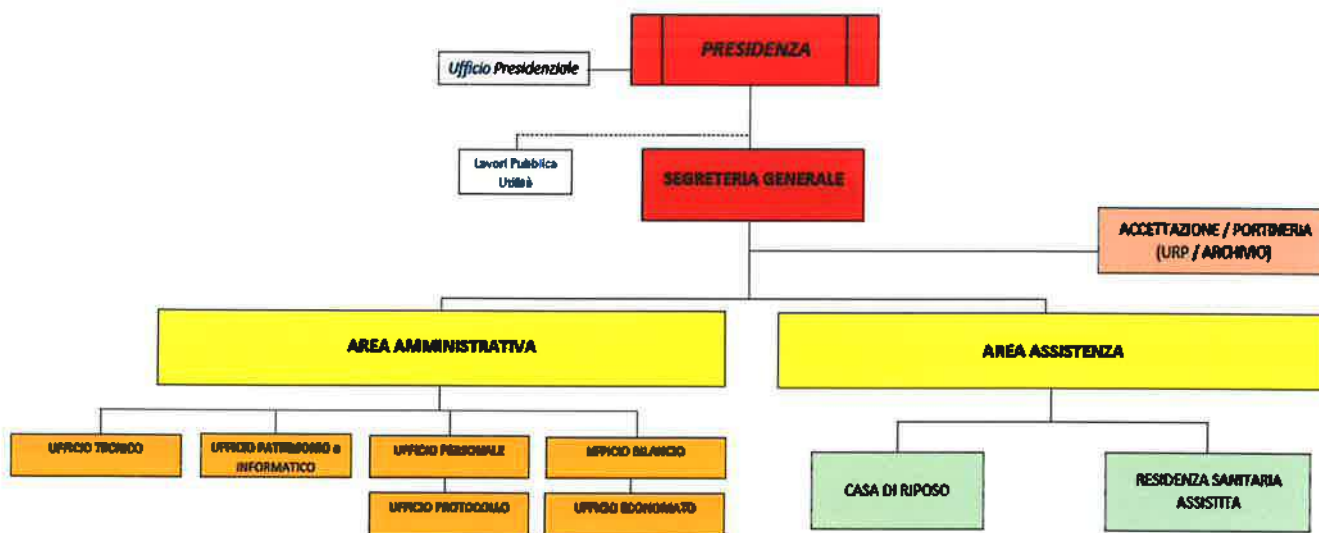 PRESIDENZA
Ufficio Presidenziale
Lavori Pubblica
Utilità
SEGRETERIA GENERALE
ACCETTAZIONE / PORTINERIA
(URP / ARCHIVIO)
AREA AMMINISTRATIVA
AREA ASSISTENZA
UFFICIO TECNICO
UFFICIO PATRIMONIO e
INFORMATICO
UFFICIO PERSONALE
UFFICIO BILANCIO
UFFICIO PROTOCOLLO
UFFICIO ECONOMATO
CASA DI RIPOSO
RESIDENZA SANITARIA
ASSISTITA